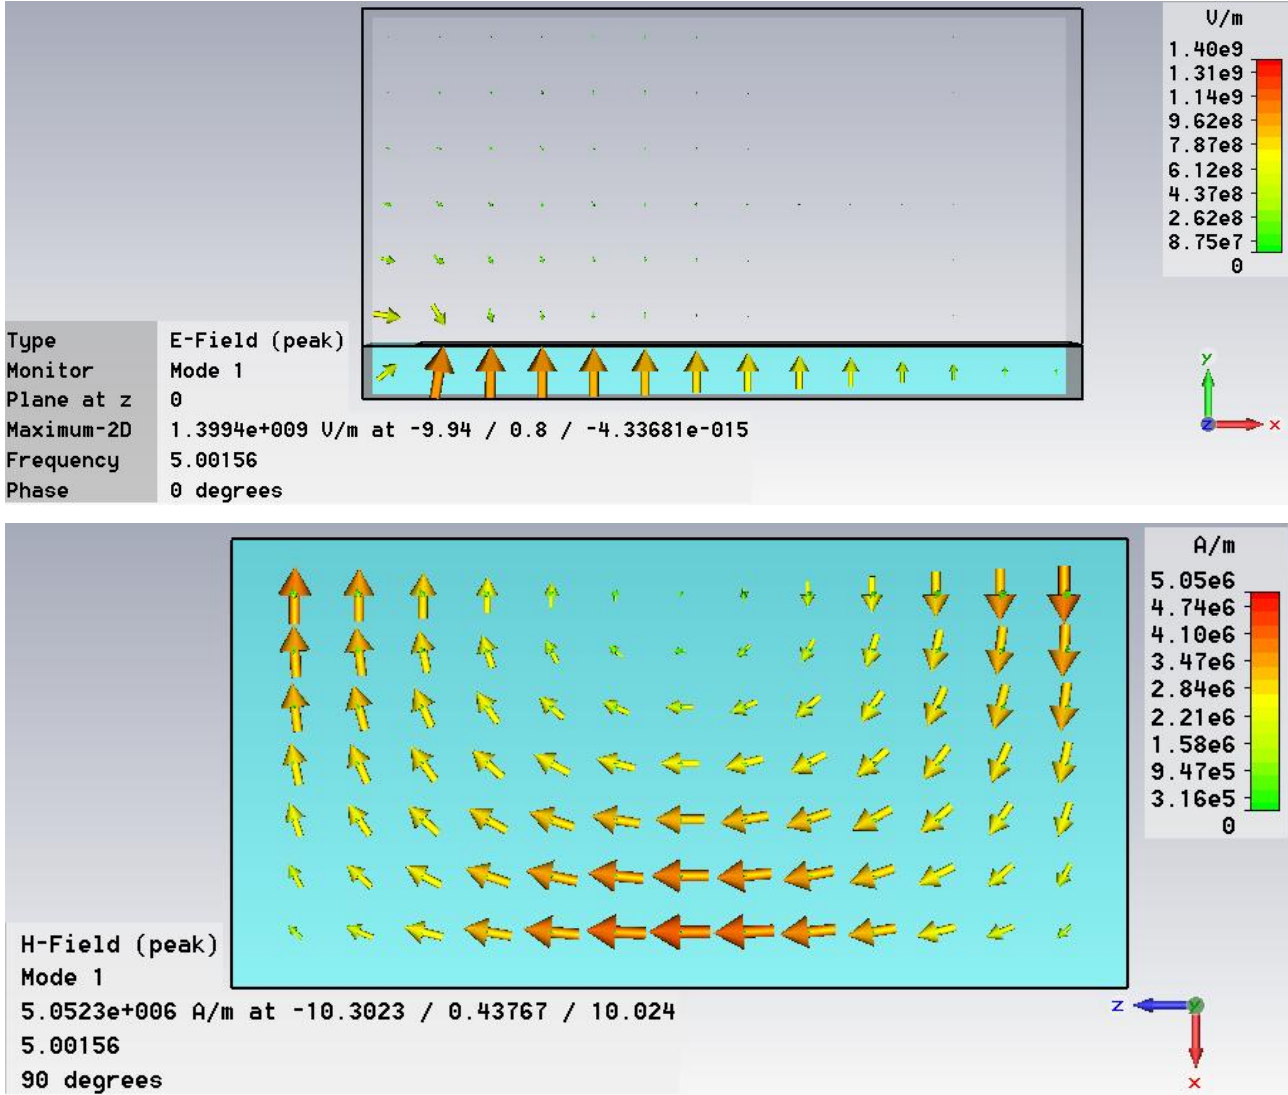 V/m
1.40e9
1.31e9
1.14e9
9.62e8
7.87e8
6.12e8
4.37e8
2.62e8
8.75e7
0
Type E-Field (peak)
Monitor Mode 1
Plane at z 0
Maximum-2D 1.3994e+009 V/m at -9.94 / 0.8 / -4.33681e-015
Frequency 5.00156
Phase 0 degrees
y
z x
A/m
5.05e6
4.74e6
4.10e6
3.47e6
2.84e6
2.21e6
1.58e6
9.47e5
3.16e5
0
H-Field (peak)
Mode 1
5.0523e+006 A/m at -10.3023 / 0.43767 / 10.024
5.00156
90 degrees
z y
x